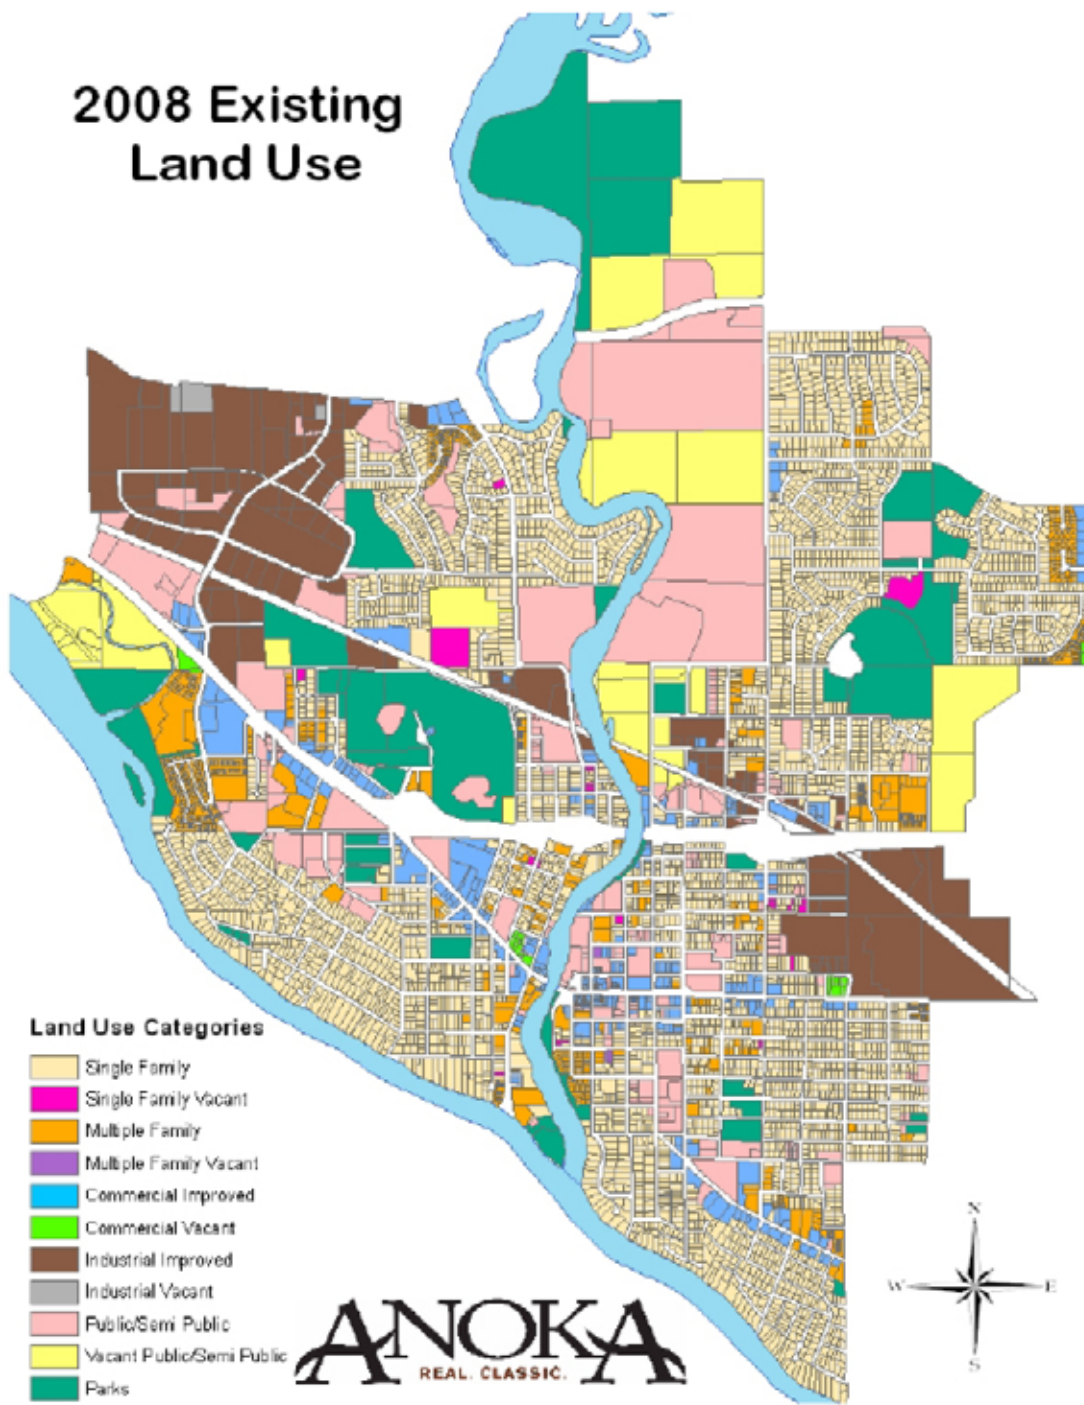 2008 Existing
Land Use
Land Use Categories
Single Family
Single Family Vacant
Multiple Family
Multiple Family Vacant
Commercial Improved
Commercial Vacant
Industrial Improved
Industrial Vacant
Public/Semi Public
Vacant Public/Semi Public
Parks
ANOKA
REAL. CLASSIC.
N
W E
S